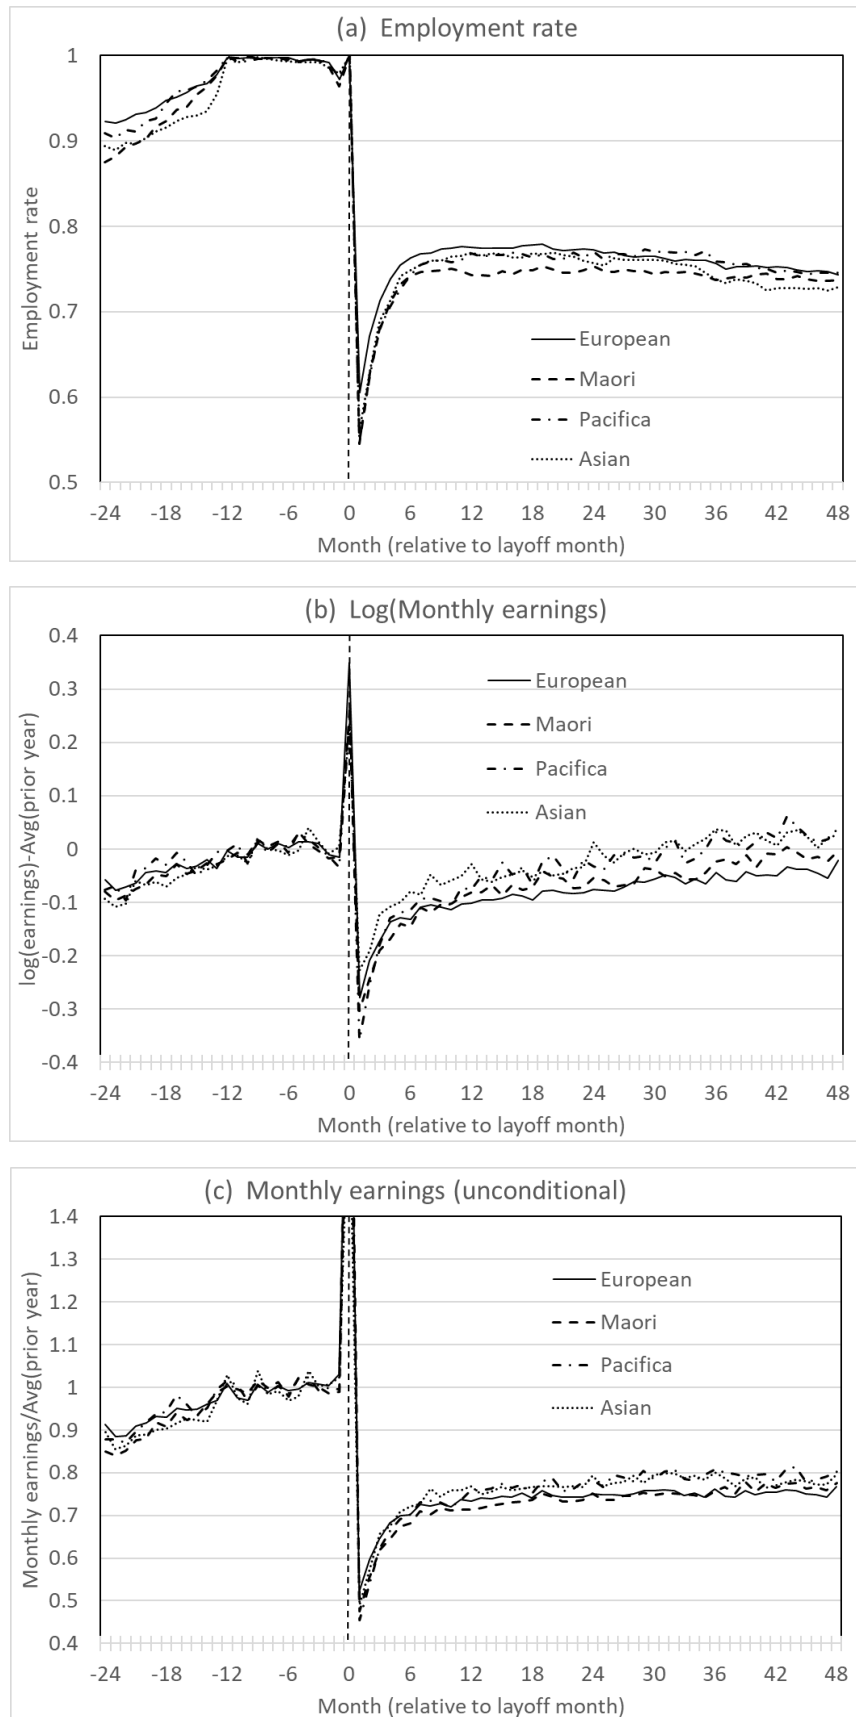 (a) Employment rate
Employment rate
1
0.9
0.8
0.7
0.6
0.5
European
Maori
Pacifica
Asian
-24 -18 -12 -6 0 6 12 18 24 30 36 42 48
Month (relative to layoff month)
(b) Log(Monthly earnings)
log(earnings)-Avg(prior year)
0.4
0.3
0.2
0.1
0
-0.1
-0.2
-0.3
-0.4
European
Maori
Pacifica
Asian
-24 -18 -12 -6 0 6 12 18 24 30 36 42 48
Month (relative to layoff month)
(c) Monthly earnings (unconditional)
Monthly earnings/Avg(prior year)
1.4
1.3
1.2
1.1
1
0.9
0.8
0.7
0.6
0.5
0.4
European
Maori
Pacifica
Asian
-24 -18 -12 -6 0 6 12 18 24 30 36 42 48
Month (relative to layoff month)